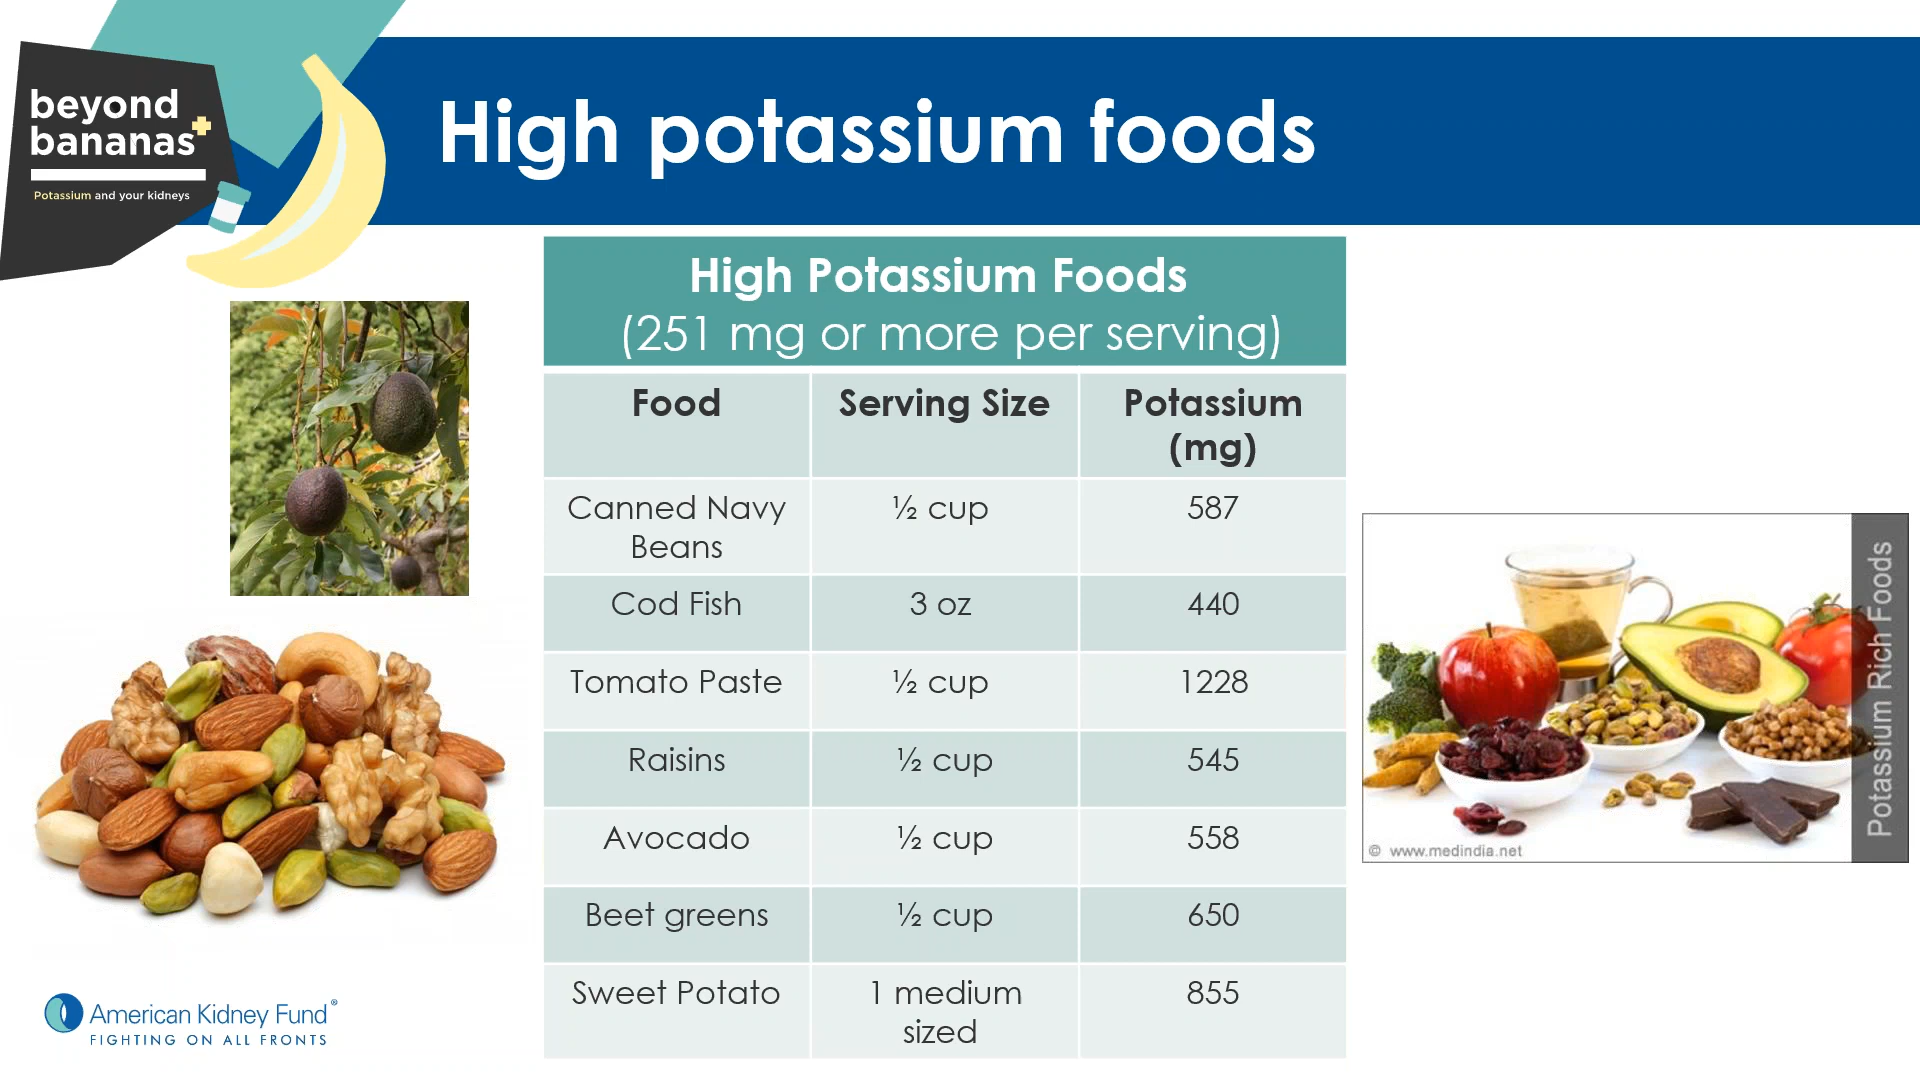 beyond
bananas+
Potassium and your kidneys
High potassium foods
High Potassium Foods
(251 mg or more per serving)
Food Serving Size Potassium
(mg)
Canned Navy
Beans
½ cup 587
Cod Fish 3 oz 440
Tomato Paste ½ cup 1228
Raisins ½ cup 545
Avocado ½ cup 558
Beet greens ½ cup 650
Sweet Potato 1 medium
sized
855
Potassium Rich Foods
© www.medindia.net
American Kidney Fund®
FIGHTING ON ALL FRONTS